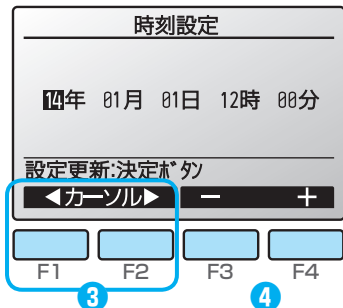 時刻設定
14年 01月 01日 12時 00分
設定更新:決定ﾎﾞﾀﾝ
◀カーソル▶ － ＋
F1 F2 F3 F4
3 4